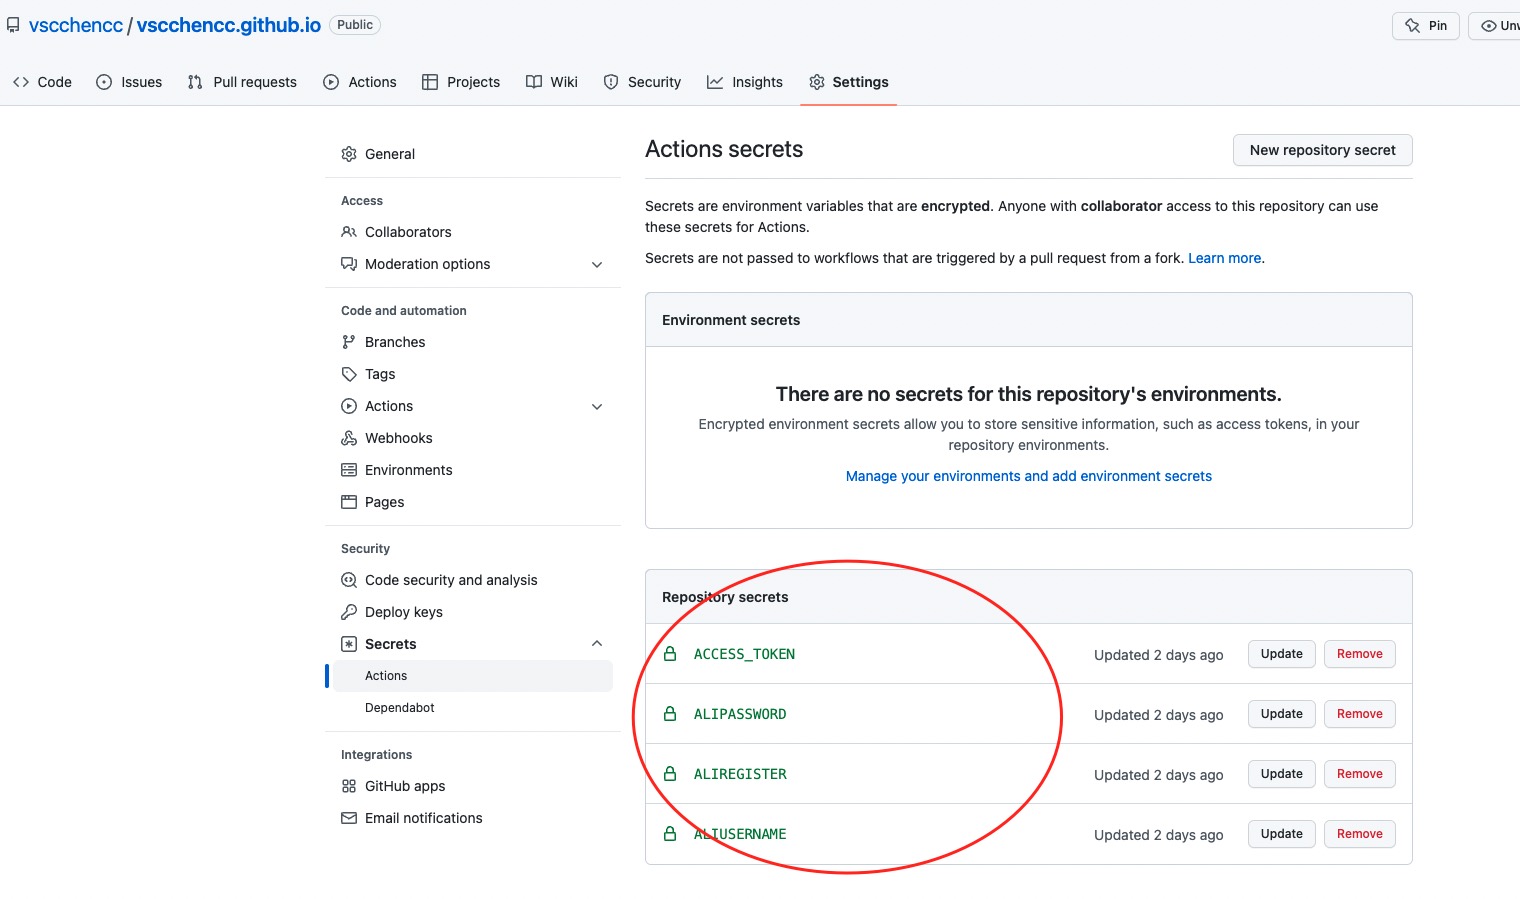 vscchencc / vscchencc.github.io Public
Pin
Code Issues Pull requests Actions Projects Wiki Security Insights Settings
General
Access
Collaborators
Moderation options
Code and automation
Branches
Tags
Actions
Webhooks
Environments
Pages
Security
Code security and analysis
Deploy keys
Secrets
Actions
Dependabot
Integrations
GitHub apps
Email notifications
Actions secrets
New repository secret
Secrets are environment variables that are encrypted. Anyone with collaborator access to this repository can use
these secrets for Actions.
Secrets are not passed to workflows that are triggered by a pull request from a fork. Learn more.
Environment secrets
There are no secrets for this repository's environments.
Encrypted environment secrets allow you to store sensitive information, such as access tokens, in your
repository environments.
Manage your environments and add environment secrets
Repository secrets
ACCESS_TOKEN Updated 2 days ago Update Remove
ALIPASSWORD Updated 2 days ago Update Remove
ALIREGISTER Updated 2 days ago Update Remove
ALIUSERNAME Updated 2 days ago Update Remove